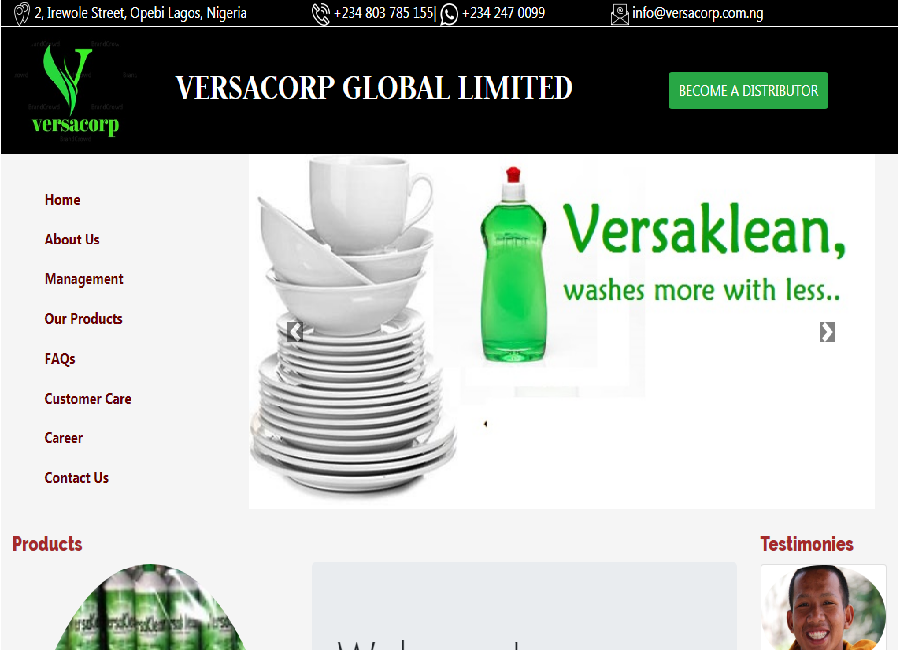 2, Irewole Street, Opebi Lagos, Nigeria
+234 803 785 155| +234 247 0099
info@versacorp.com.ng
versacorp
VERSACORP GLOBAL LIMITED
BECOME A DISTRIBUTOR
Home
About Us
Management
Our Products
FAQs
Customer Care
Career
Contact Us
Versaklean,
washes more with less..
Products
Testimonies